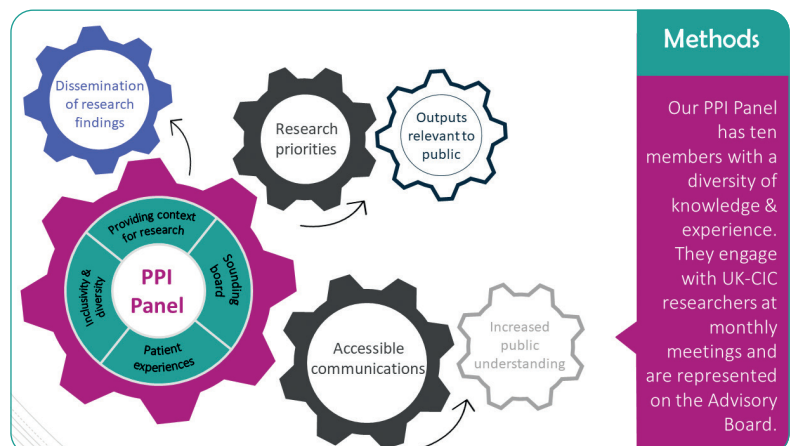 Dissemination
of research
findings
Research
priorities
Outputs
relevant to
public
Providing context
for research
Inclusivity &
diversity
PPI
Panel
Sounding
board
Patient
experiences
Accessible
communications
Increased
public
understanding
Methods
Our PPI Panel
has ten
members with a
diversity of
knowledge &
experience.
They engage
with UK-CIC
researchers at
monthly
meetings and
are represented
on the Advisory
Board.